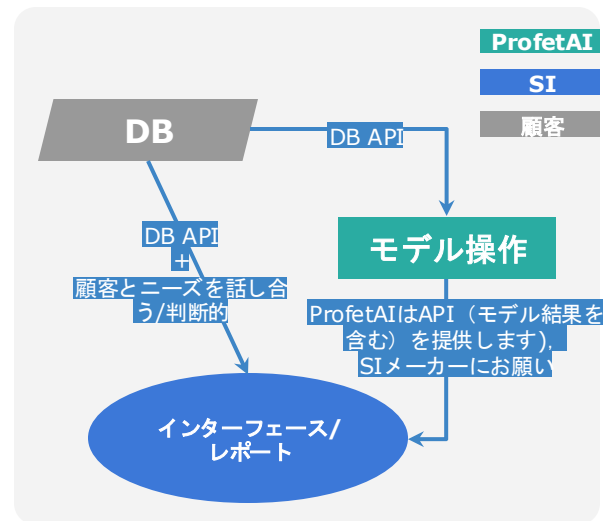 ProfetAI
SI
顧客
DB
DB API
モデル操作
DB API
+
顧客とニーズを話し合
う/判断的
ProfetAIはAPI（モデル結果を
含む）を提供します),
SIメーカーにお願い
インターフェース/
レポート